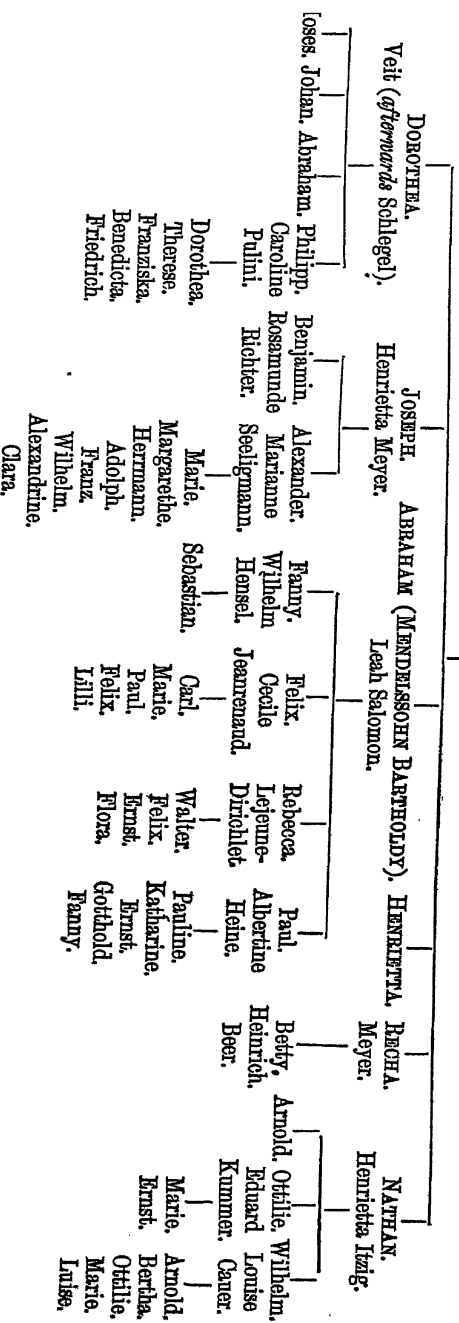 DOROTHEA.
Veit (afterwards Schlegel).
JOSEPH.
Henrietta Meyer.
ABRAHAM (MENDELSSOHN BARTHOLDY).
Leah Salomon.
HENRIETTA.
RECHA.
Meyer.
NATHAN.
Henrietta Itzig.
oses. Johan. Abraham. Philipp.
Caroline
Pulini.
Dorothea.
Therese.
Franziska.
Benedicta.
Friedrich.
Benjamin.
Rosamunde
Richter.
Alexander.
Marianne
Seeligmann.
Marie.
Margarethe.
Herrmann.
Adolph.
Franz.
Wilhelm.
Alexandrine.
Clara.
Fanny.
Wilhelm
Hensel.
Sebastian.
Felix.
Cecile
Jeanrenaud.
Carl.
Marie.
Paul.
Felix.
Lilli.
Rebecca.
Lejeune-
Dirichlet.
Walter.
Felix.
Ernst.
Flora.
Paul.
Albertine
Heine.
Pauline.
Katharine.
Ernst.
Gotthold.
Fanny.
Betty.
Heinrich.
Beer.
Arnold.
Ottilie.
Eduard
Kummer.
Marie.
Ernst.
Wilhelm.
Louise
Cauer.
Arnold.
Bertha.
Ottilie.
Marie.
Luise.